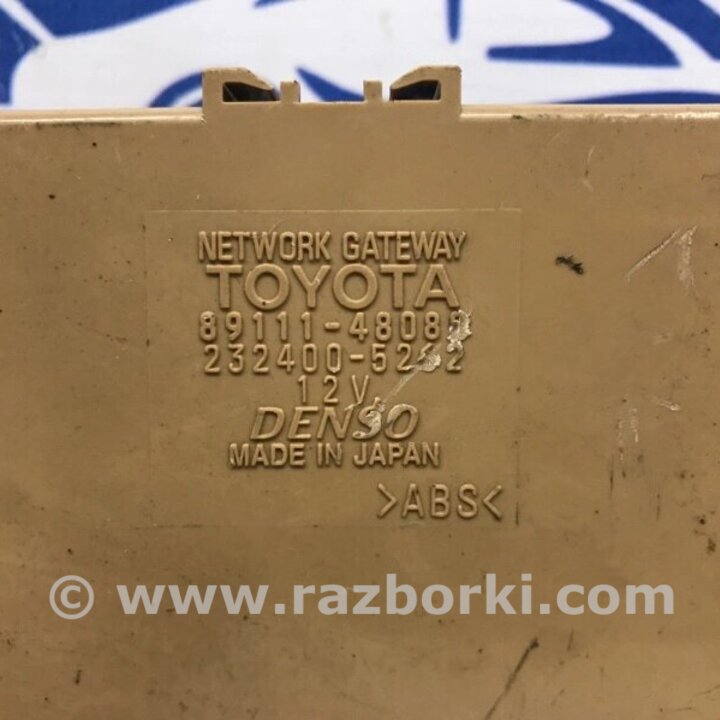 NETWORK GATEWAY
TOYOTA
12V
DENSO
MADE IN JAPAN
>ABS<
© www.razborki.com